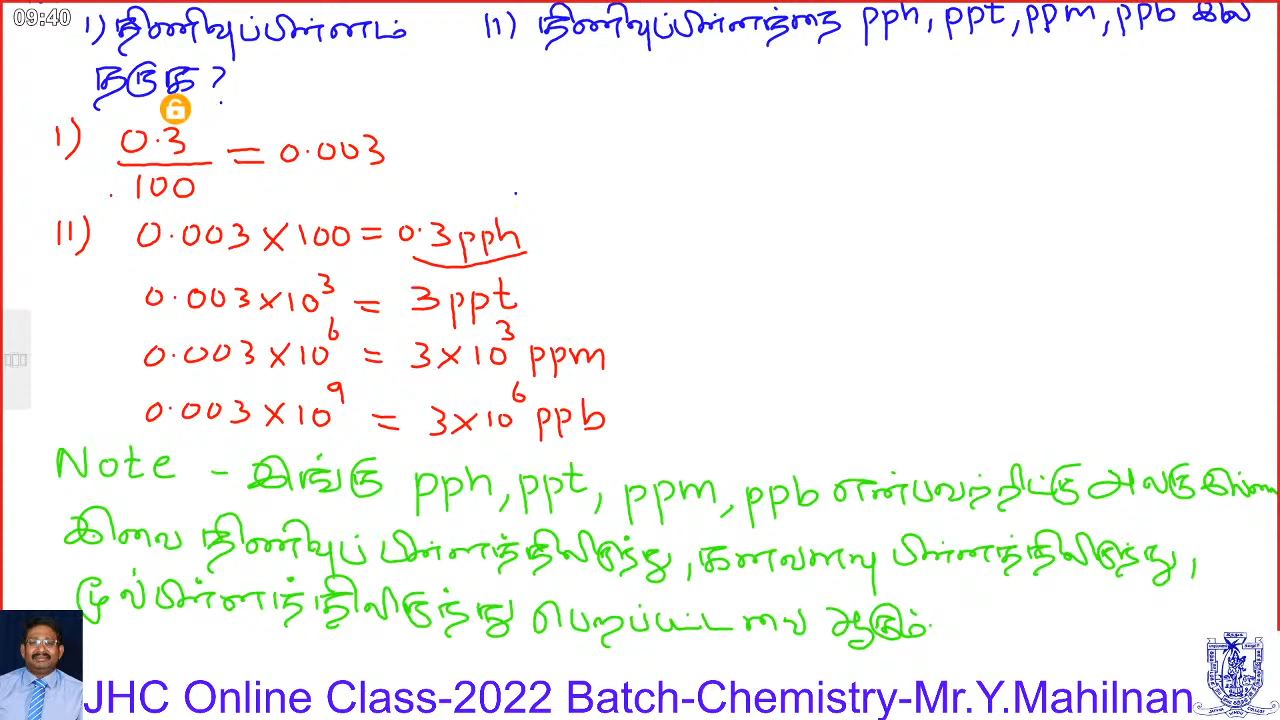 09:40
i) திணிவுப்பின்னம் ii) திணிவுப்பின்னத்தை pph, ppt, ppm, ppb இல்
தருக ?
i) 0.3/100 = 0.003
ii) 0.003 × 100 = 0.3 pph
0.003 × 10³ = 3 ppt
0.003 × 10⁶ = 3 × 10³ ppm
0.003 × 10⁹ = 3 × 10⁶ ppb
Note - இங்கு pph, ppt, ppm, ppb என்பவற்றிட்கு அலகு இல்லை
இவை திணிவுப் பின்னத்திலிருந்து, கனவளவு பின்னத்திலிருந்து,
மூல்பின்னத்திலிருந்து பெறப்பட்டவை ஆகும்.
JHC Online Class-2022 Batch-Chemistry-Mr.Y.Mahilnan